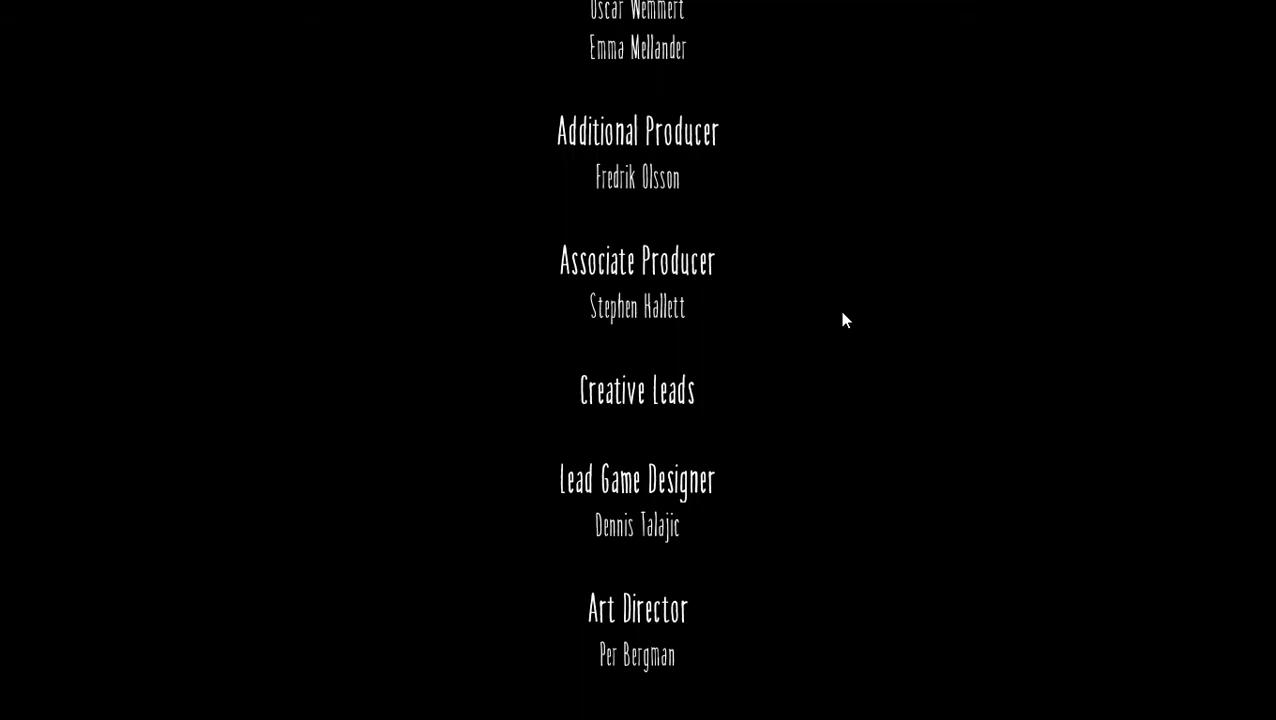 Oscar Wemmert
Emma Mellander
Additional Producer
Fredrik Olsson
Associate Producer
Stephen Hallett
Creative Leads
Lead Game Designer
Dennis Talajic
Art Director
Per Bergman